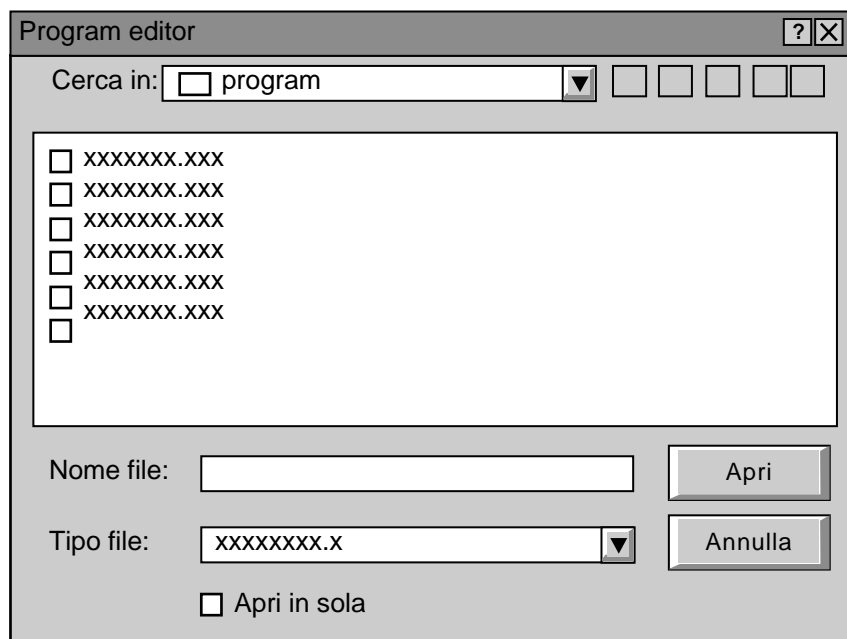 Program editor ?
Cerca in: program
xxxxxxx.xxx
xxxxxxx.xxx
xxxxxxx.xxx
xxxxxxx.xxx
xxxxxxx.xxx
xxxxxxx.xxx
Nome file: Apri
Tipo file: xxxxxxxx.x Annulla
Apri in sola